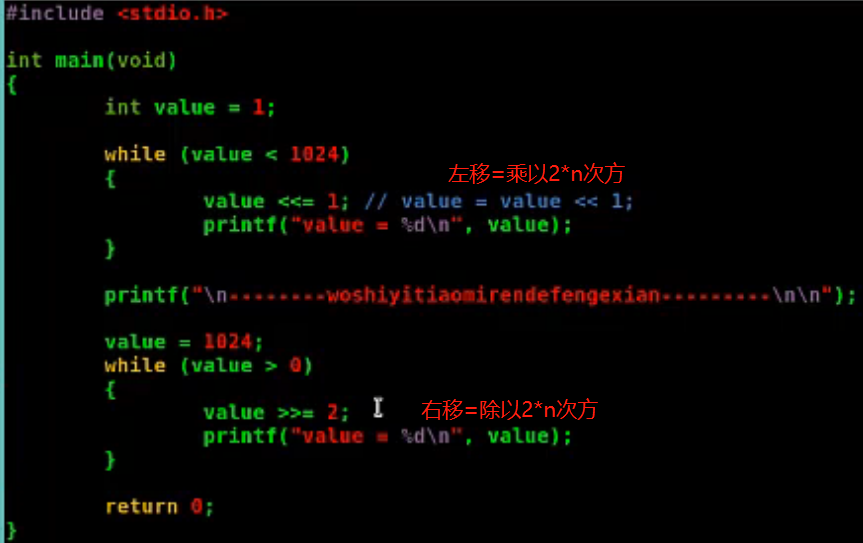 #include <stdio.h>
int main(void)
{
int value = 1;
while (value < 1024)
{
左移=乘以2*n次方
value <<= 1; // value = value << 1;
printf("value = %d\n", value);
}
printf("\n--------woshiyitiaomirendefengexian---------\n\n");
value = 1024;
while (value > 0)
{
value >>= 2;
右移=除以2*n次方
printf("value = %d\n", value);
}
return 0;
}